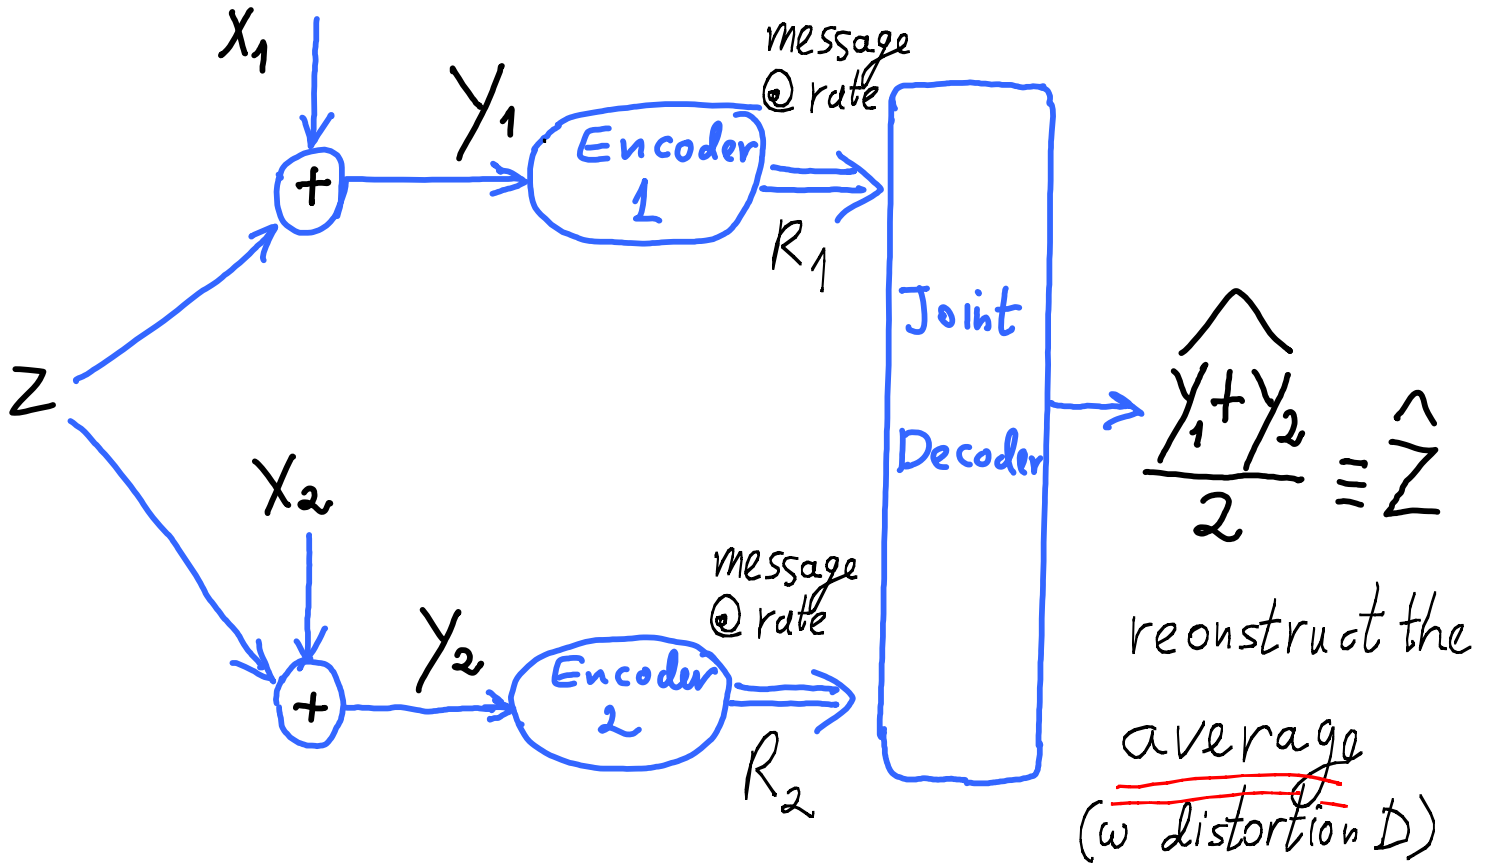 X₁
Y₁
message
@ rate
Encoder
1
+
R₁
Joint
Decoder
Z
Y₁+Y₂
2
≡ Ẑ
X₂
message
@ rate
Y₂
Encoder
2
+
R₂
reonstruct the
average
(ω distortion D)